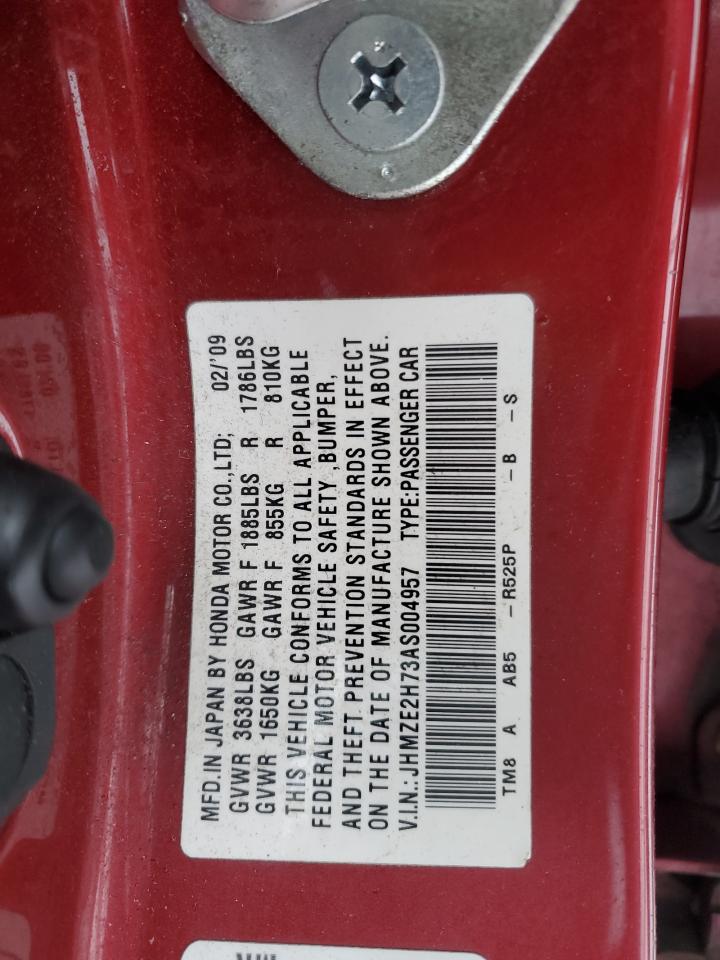 MFD.IN JAPAN BY HONDA MOTOR CO.,LTD; 02/'09
GVWR 3638LBS GAWR F 1885LBS R 1786LBS
GVWR 1650KG GAWR F 855KG R 810KG
THIS VEHICLE CONFORMS TO ALL APPLICABLE
FEDERAL MOTOR VEHICLE SAFETY ,BUMPER,
AND THEFT PREVENTION STANDARDS IN EFFECT
ON THE DATE OF MANUFACTURE SHOWN ABOVE.
V.I.N.:JHMZE2H73AS004957 TYPE:PASSENGER CAR
TM8 A AB5 -R525P -B -S